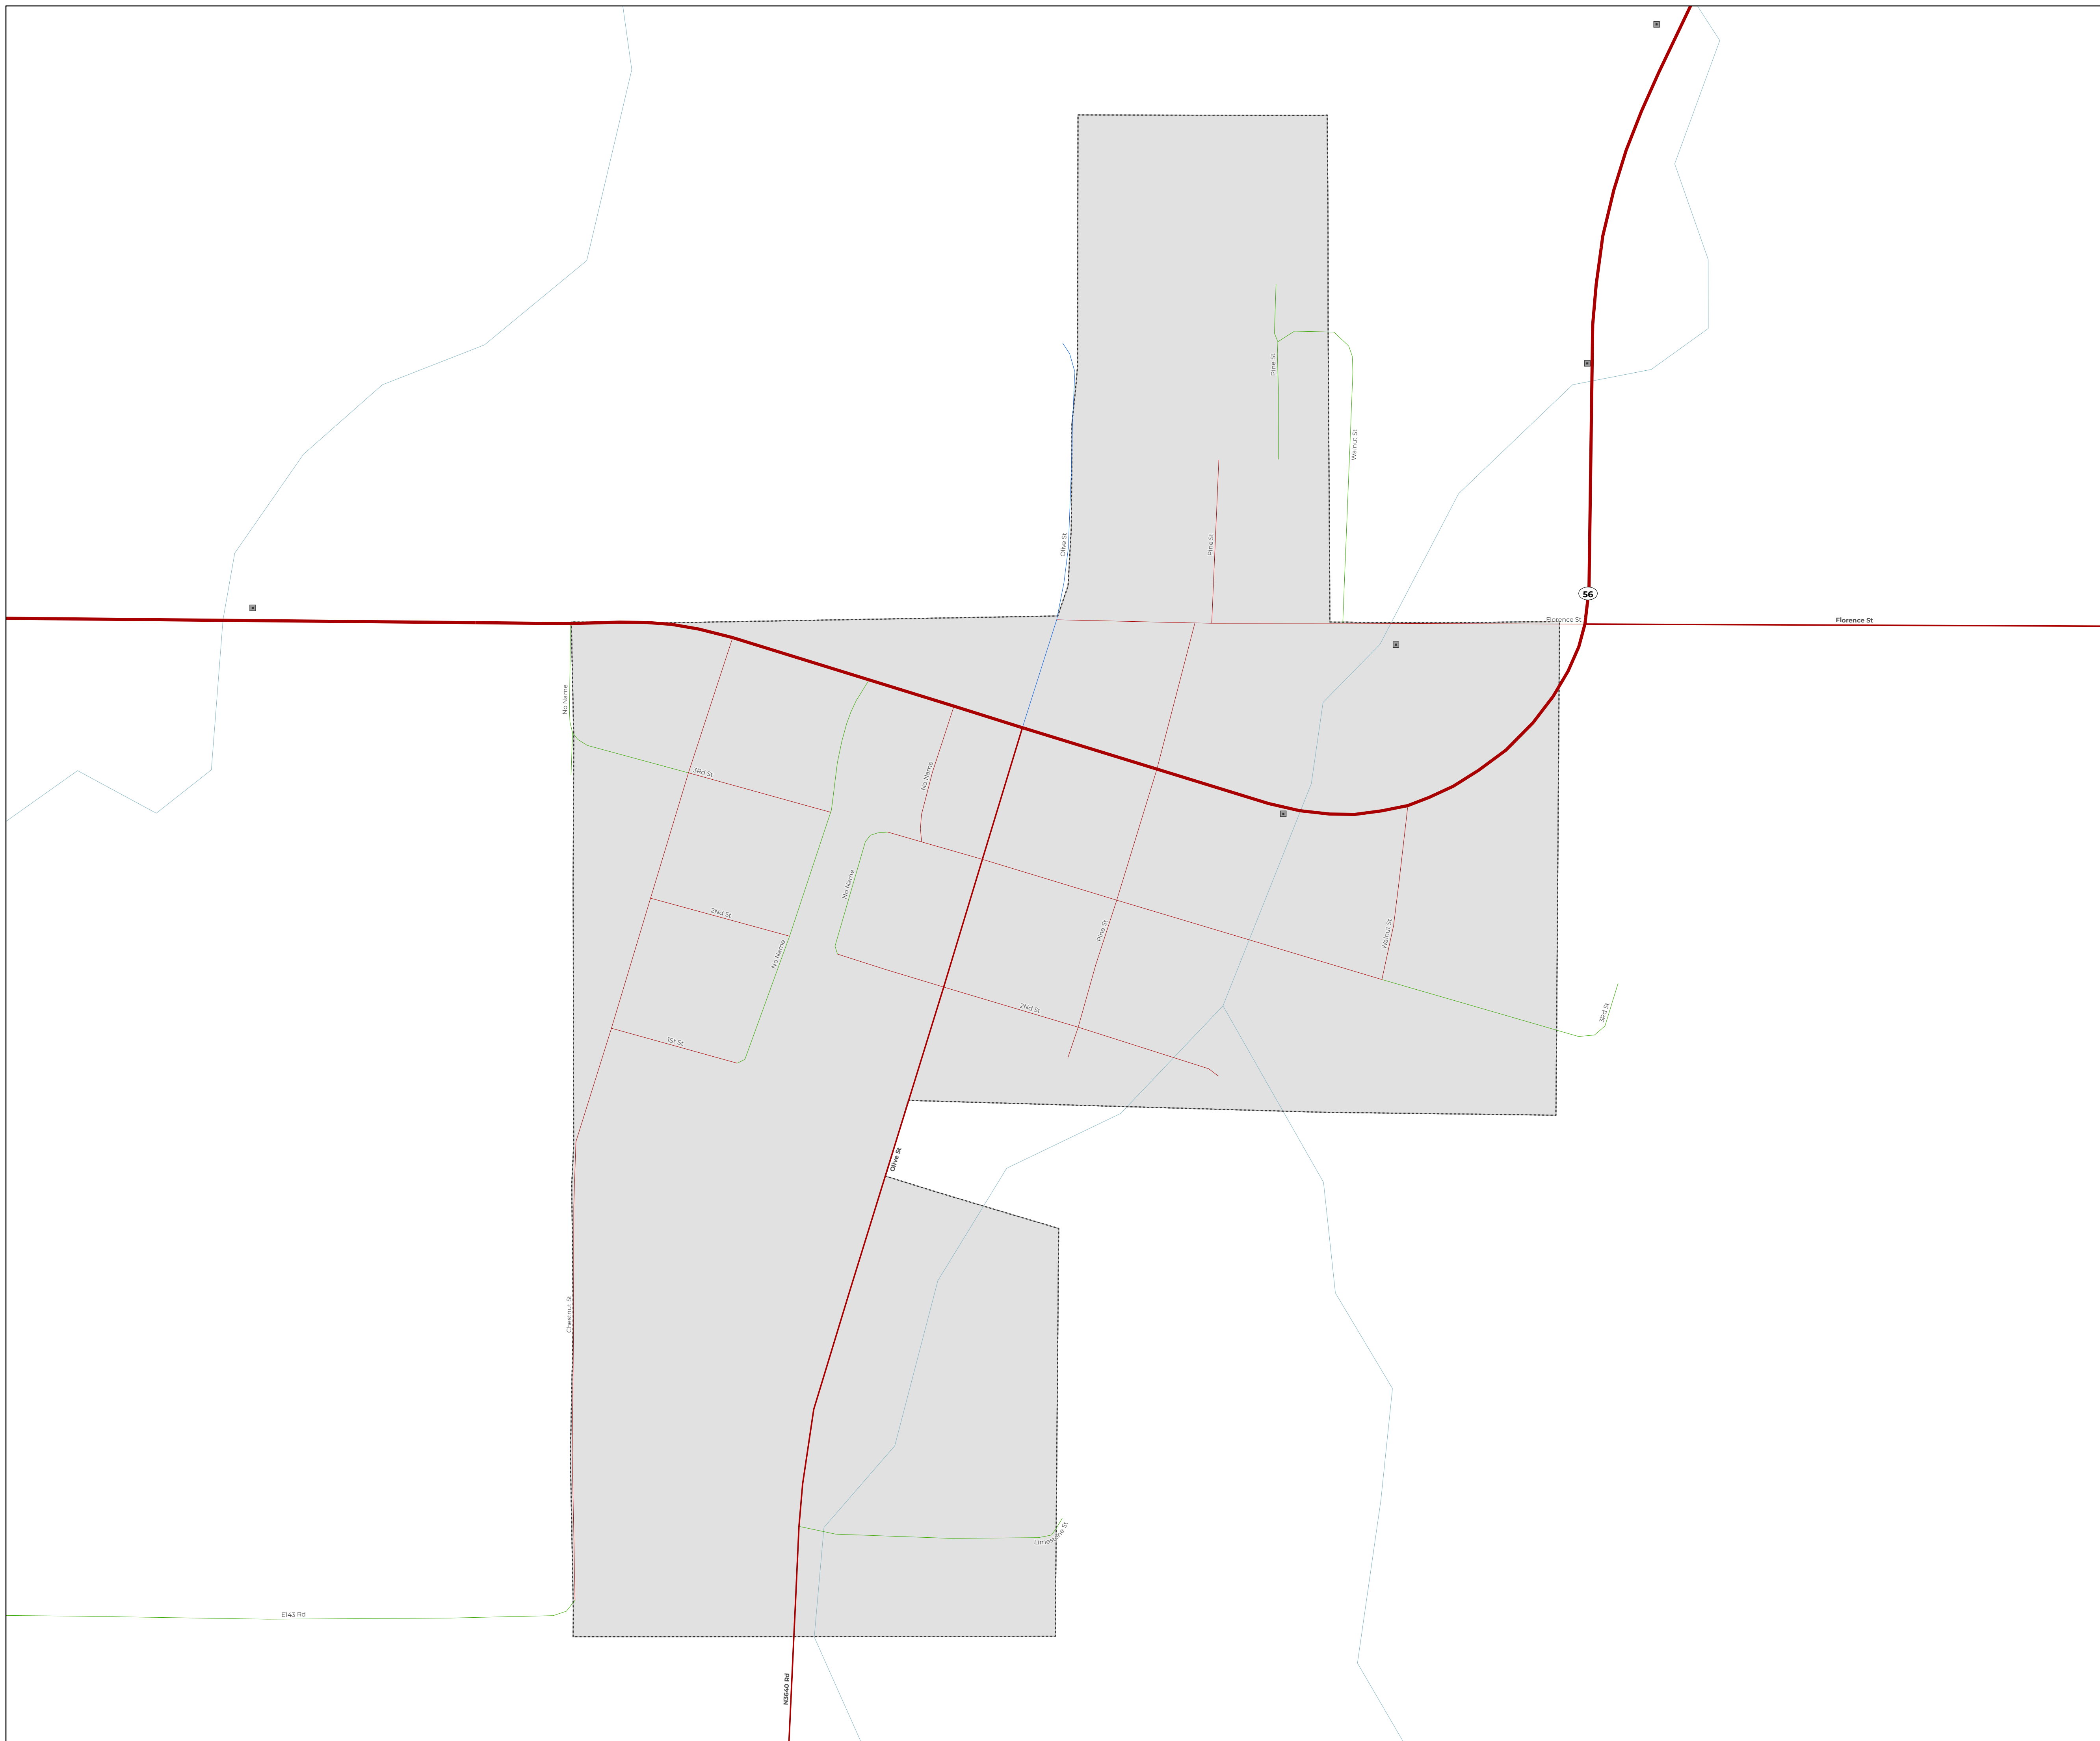 Pine St
Walnut St
Olive St
Pine St
56
Florence St
Florence St
No Name
3Rd St
No Name
No Name
2Nd St
Pine St
Walnut St
No Name
2Nd St
3Rd St
1St St
Olive St
Chestnut St
Limestone St
E143 Rd
N3640 Rd